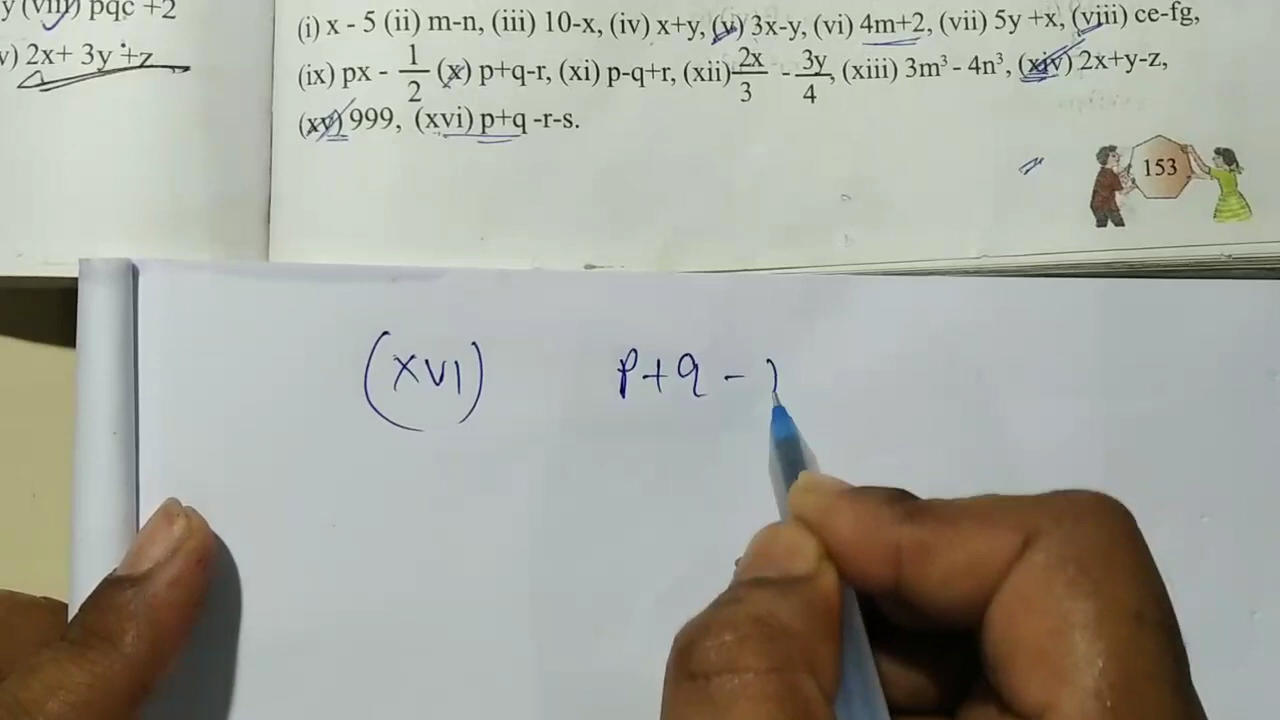 y (viii) pqc +2
v) 2x+ 3y +z
(i) x - 5 (ii) m-n, (iii) 10-x, (iv) x+y, (v) 3x-y, (vi) 4m+2, (vii) 5y +x, (viii) ce-fg,
(ix) px - 1/2 (x) p+q-r, (xi) p-q+r, (xii) 2x/3 - 3y/4, (xiii) 3m³ - 4n³, (xiv) 2x+y-z,
(xv) 999, (xvi) p+q -r-s.
153
(XVI) p+q -